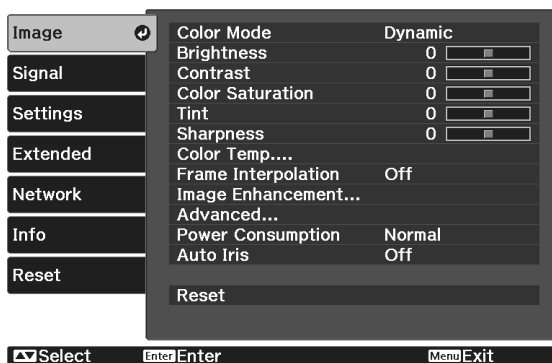 Image
Signal
Settings
Extended
Network
Info
Reset
Color Mode Dynamic
Brightness 0
Contrast 0
Color Saturation 0
Tint 0
Sharpness 0
Color Temp....
Frame Interpolation Off
Image Enhancement...
Advanced...
Power Consumption Normal
Auto Iris Off
Reset
Select Enter Enter Menu Exit